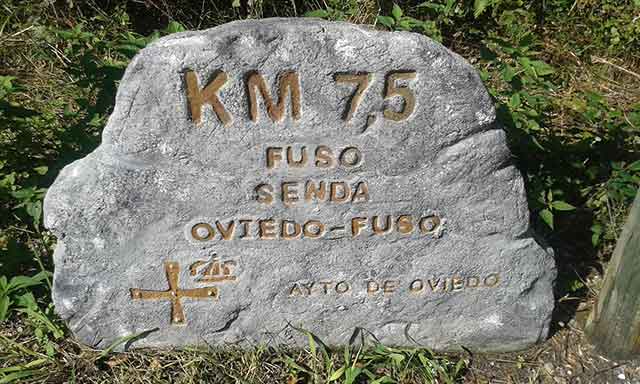 KM 7,5
FUSO
SENDA
OVIEDO-FUSO
AYTO DE OVIEDO